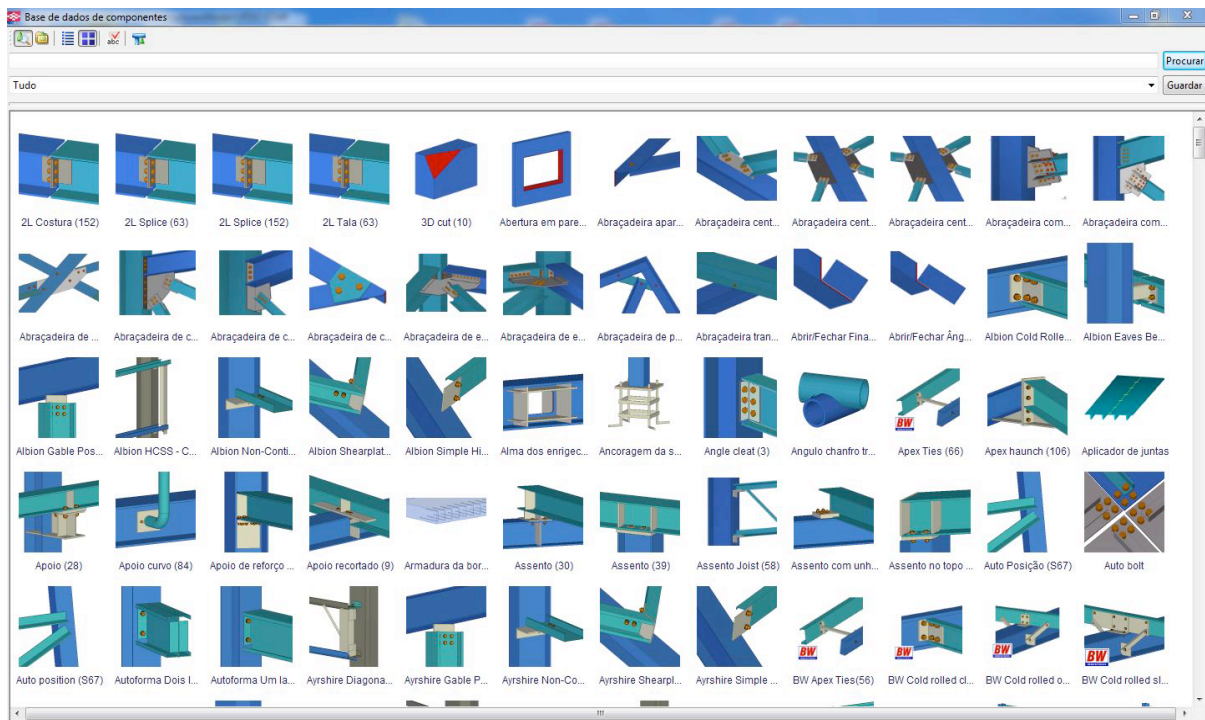 Base de dados de componentes
abc
Procurar
Tudo
Guardar
2L Costura (152)
2L Splice (63)
2L Splice (152)
2L Tala (63)
3D cut (10)
Abertura em pare...
Abraçadeira apar...
Abraçadeira cent...
Abraçadeira cent...
Abraçadeira cent...
Abraçadeira com...
Abraçadeira com...
Abraçadeira de ...
Abraçadeira de c...
Abraçadeira de c...
Abraçadeira de c...
Abraçadeira de e...
Abraçadeira de e...
Abraçadeira de p...
Abraçadeira tran...
Abrir/Fechar Fina...
Abrir/Fechar Âng...
Albion Cold Rolle...
Albion Eaves Be...
Albion Gable Pos...
Albion HCSS - C...
Albion Non-Conti...
Albion Shearplat...
Albion Simple Hi...
Alma dos enrigec...
Ancoragem da s...
Angle cleat (3)
Angulo chanfro tr...
BW
Apex Ties (66)
Apex haunch (106)
Aplicador de juntas
Apoio (28)
Apoio curvo (84)
Apoio de reforço ...
Apoio recortado (9)
Armadura da bor...
Assento (30)
Assento (39)
Assento Joist (58)
Assento com unh...
Assento no topo ...
Auto Posição (S67)
Auto bolt
Auto position (S67)
Autoforma Dois l...
Autoforma Um la...
Ayrshire Diagona...
Ayrshire Gable P...
Ayrshire Non-Co...
Ayrshire Shearpl...
Ayrshire Simple ...
BW
BW Apex Ties(56)
BW
BW Cold rolled cl...
BW
BW Cold rolled o...
BW
BW Cold rolled sl...